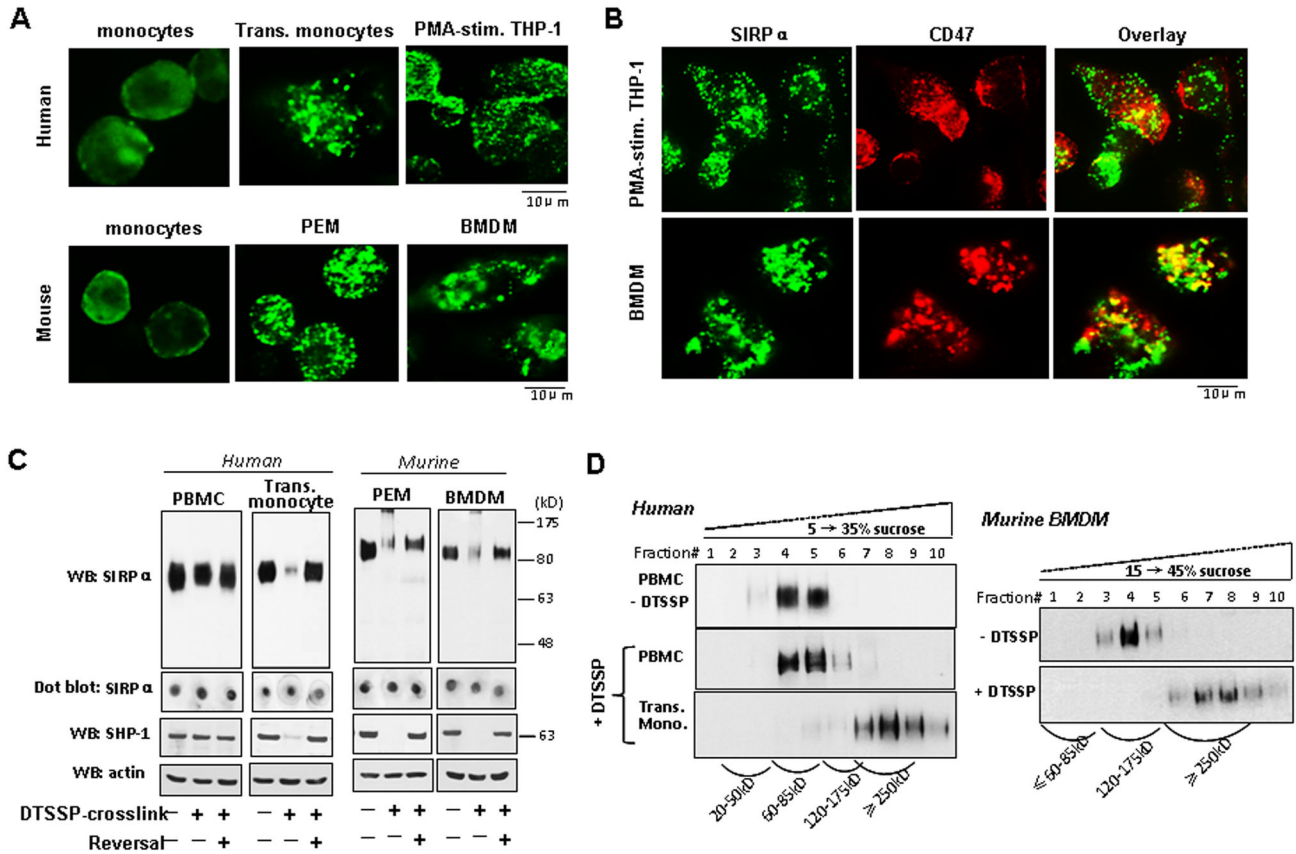 A
monocytes Trans. monocytes PMA-stim. THP-1
Human
10 μ m
monocytes PEM BMDM
Mouse
10 μ m
B
SIRP α CD47 Overlay
PMA-stim. THP-1
BMDM
10 μ m
C
Human Murine
PBMC Trans. monocyte PEM BMDM (kD)
WB: SIRP α
175
80
63
48
Dot blot: SIRP α
WB: SHP-1 63
WB: actin
DTSSP-crosslink − + + − + + − + + − + +
Reversal − − + − − + − − + − − +
D
Human
5 → 35% sucrose
Fraction# 1 2 3 4 5 6 7 8 9 10
PBMC
- DTSSP
+ DTSSP
PBMC
Trans.
Mono.
20-50kD 60-85kD 120-175kD ⩾ 250kD
Murine BMDM
15 → 45% sucrose
Fraction# 1 2 3 4 5 6 7 8 9 10
- DTSSP
+ DTSSP
⩽ 60-85kD 120-175kD ⩾ 250kD